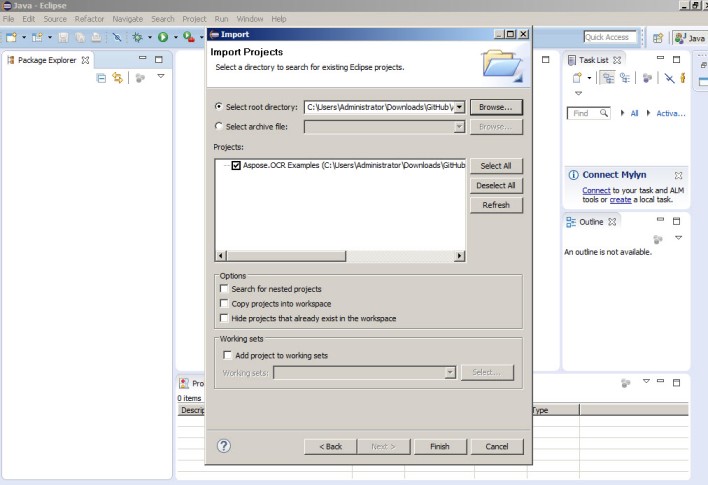 Java - Eclipse
File Edit Source Refactor Navigate Search Project Run Window Help
Quick Access
Java
Package Explorer
Import
Import Projects
Select a directory to search for existing Eclipse projects.
Select root directory: C:\Users\Administrator\Downloads\GitHub\ Browse...
Select archive file: Browse...
Projects:
Aspose.OCR Examples (C:\Users\Administrator\Downloads\GitHub
Select All
Deselect All
Refresh
Options
Search for nested projects
Copy projects into workspace
Hide projects that already exist in the workspace
Working sets
Add project to working sets
Working sets: Select...
< Back Next > Finish Cancel
Task List
Find All Activa...
Connect Mylyn
Connect to your task and ALM
tools or create a local task.
Outline
An outline is not available.
Pro
0 items
Descrip
Type